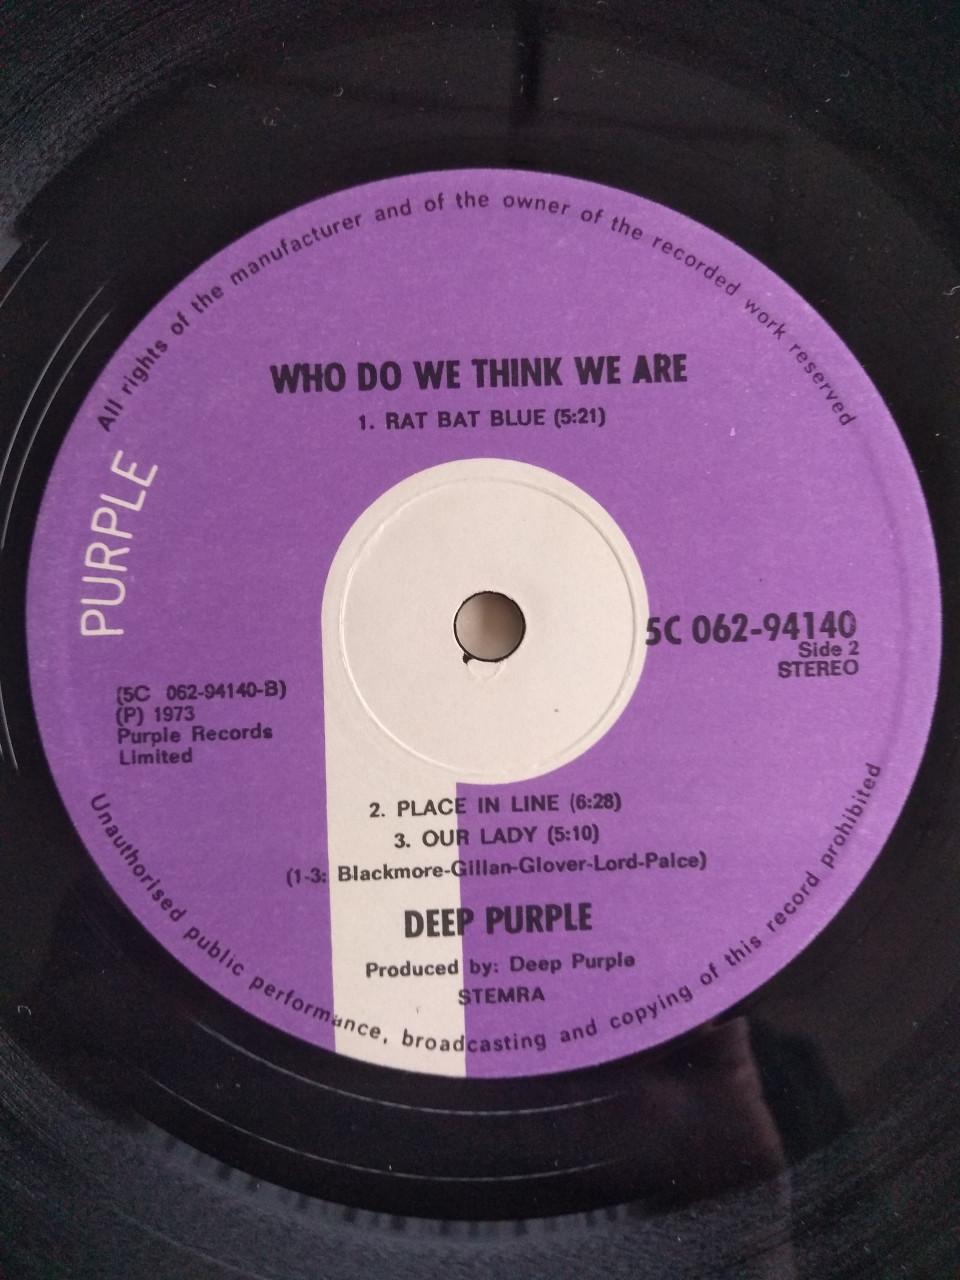 All rights of the manufacturer and of the owner of the recorded work reserved
WHO DO WE THINK WE ARE
1. RAT BAT BLUE (5:21)
PURPLE
5C 062-94140
Side 2
STEREO
(5C 062-94140-B)
(P) 1973
Purple Records
Limited
2. PLACE IN LINE (6:28)
3. OUR LADY (5:10)
(1-3: Blackmore-Gillan-Glover-Lord-Paice)
DEEP PURPLE
Produced by: Deep Purple
STEMRA
Unauthorised public performance, broadcasting and copying of this record prohibited